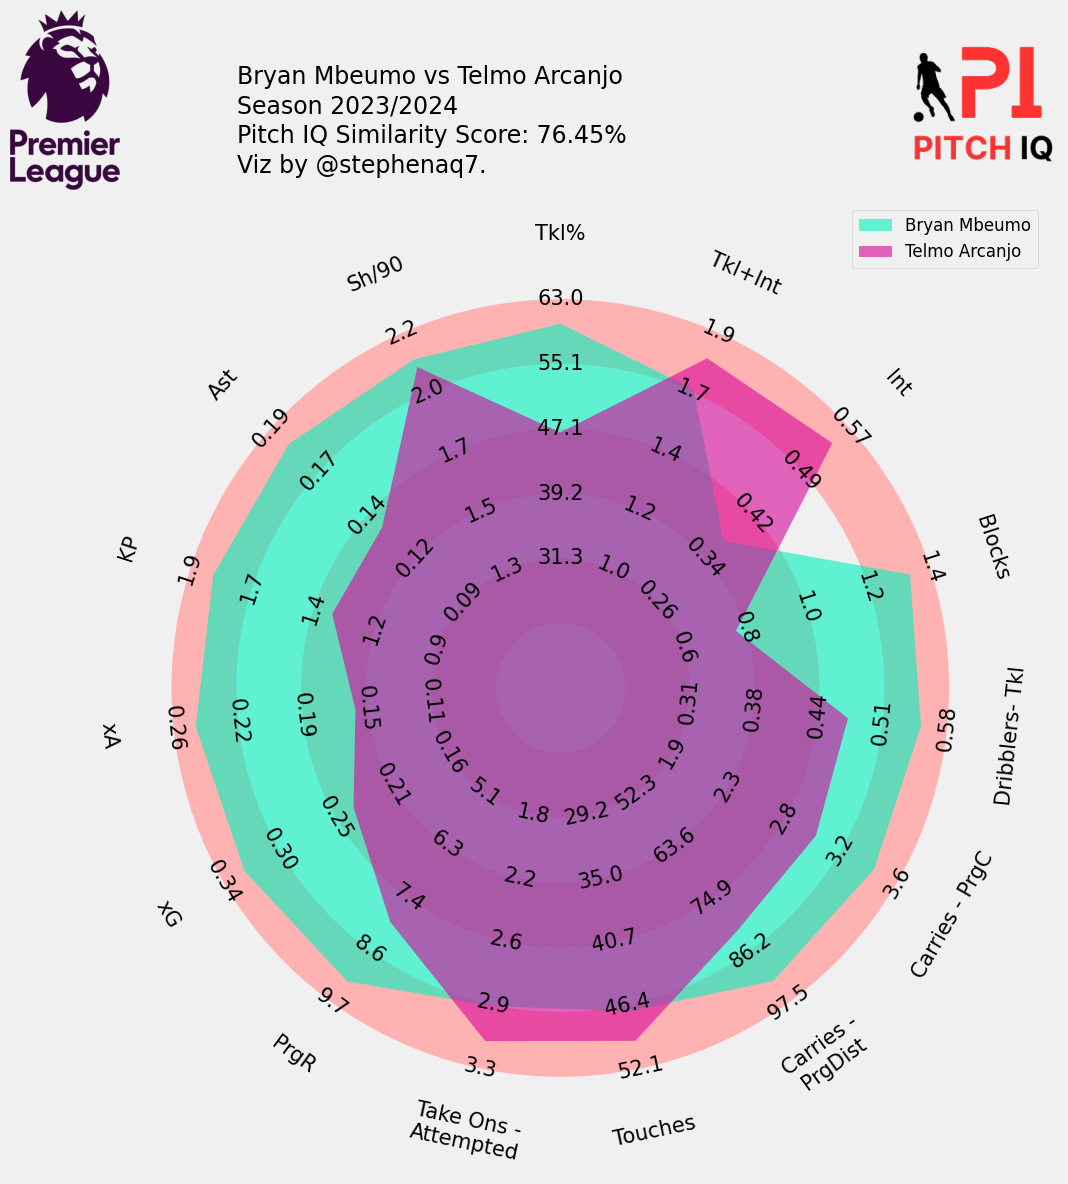 Bryan Mbeumo vs Telmo Arcanjo
Season 2023/2024
Pitch IQ Similarity Score: 76.45%
Viz by @stephenaq7.
Premier
League
PI
PITCH IQ
Bryan Mbeumo
Telmo Arcanjo
Tkl%
63.0
55.1
47.1
39.2
31.3
Tkl+Int
1.9
1.7
1.4
1.2
1.0
Int
0.57
0.49
0.42
0.34
0.26
Blocks
1.4
1.2
1.0
0.8
0.6
Dribblers- Tkl
0.58
0.51
0.44
0.38
0.31
Carries - PrgC
3.6
3.2
2.8
2.3
1.9
Carries -
PrgDist
97.5
86.2
74.9
63.6
52.3
Touches
52.1
46.4
40.7
35.0
29.2
Take Ons -
Attempted
3.3
2.9
2.6
2.2
1.8
PrgR
9.7
8.6
7.4
6.3
5.1
xG
0.34
0.30
0.25
0.21
0.16
xA
0.26
0.22
0.19
0.15
0.11
KP
1.9
1.7
1.4
1.2
0.9
Ast
0.19
0.17
0.14
0.12
0.09
Sh/90
2.2
2.0
1.7
1.5
1.3